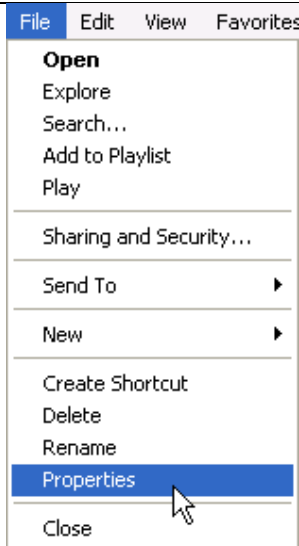 File Edit View Favorites
Open
Explore
Search...
Add to Playlist
Play
Sharing and Security...
Send To
New
Create Shortcut
Delete
Rename
Properties
Close